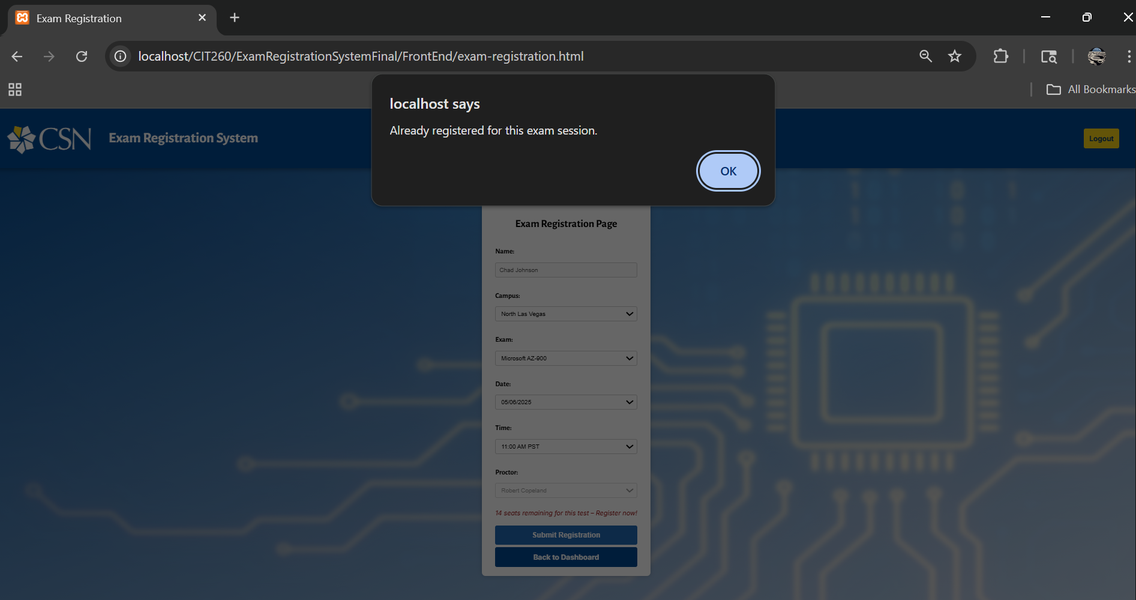 Exam Registration
localhost/CIT260/ExamRegistrationSystemFinal/FrontEnd/exam-registration.html
All Bookmarks
localhost says
Already registered for this exam session.
OK
CSN
Exam Registration System
Logout
Exam Registration Page
Name:
Chad Johnson
Campus:
North Las Vegas
Exam:
Microsoft AZ-900
Date:
05/06/2025
Time:
11:00 AM PST
Proctor:
Robert Copeland
14 seats remaining for this test – Register now!
Submit Registration
Back to Dashboard